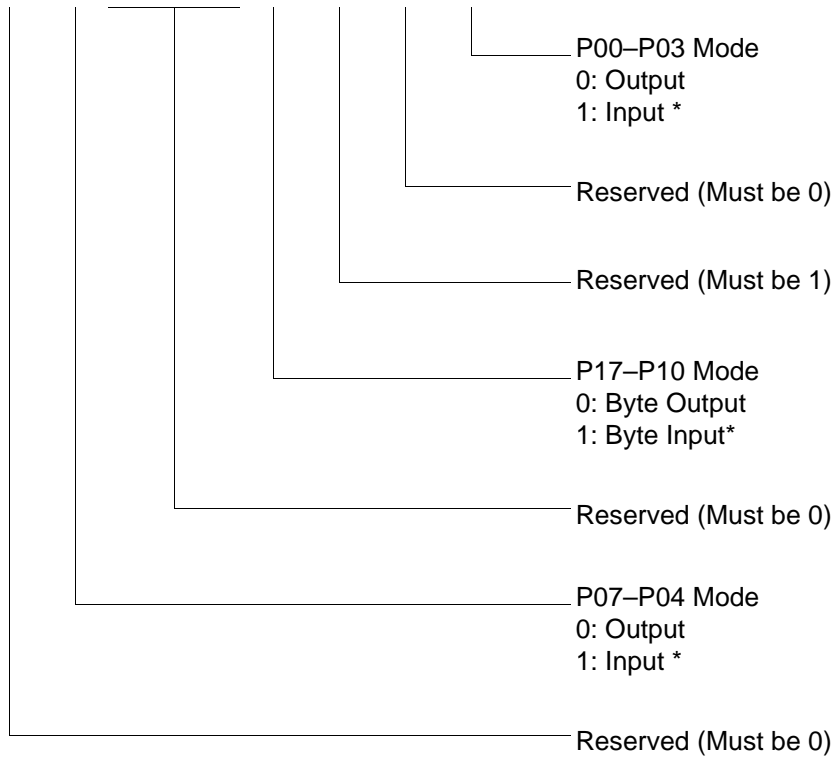 P00–P03 Mode
0: Output
1: Input *
Reserved (Must be 0)
Reserved (Must be 1)
P17–P10 Mode
0: Byte Output
1: Byte Input*
Reserved (Must be 0)
P07–P04 Mode
0: Output
1: Input *
Reserved (Must be 0)